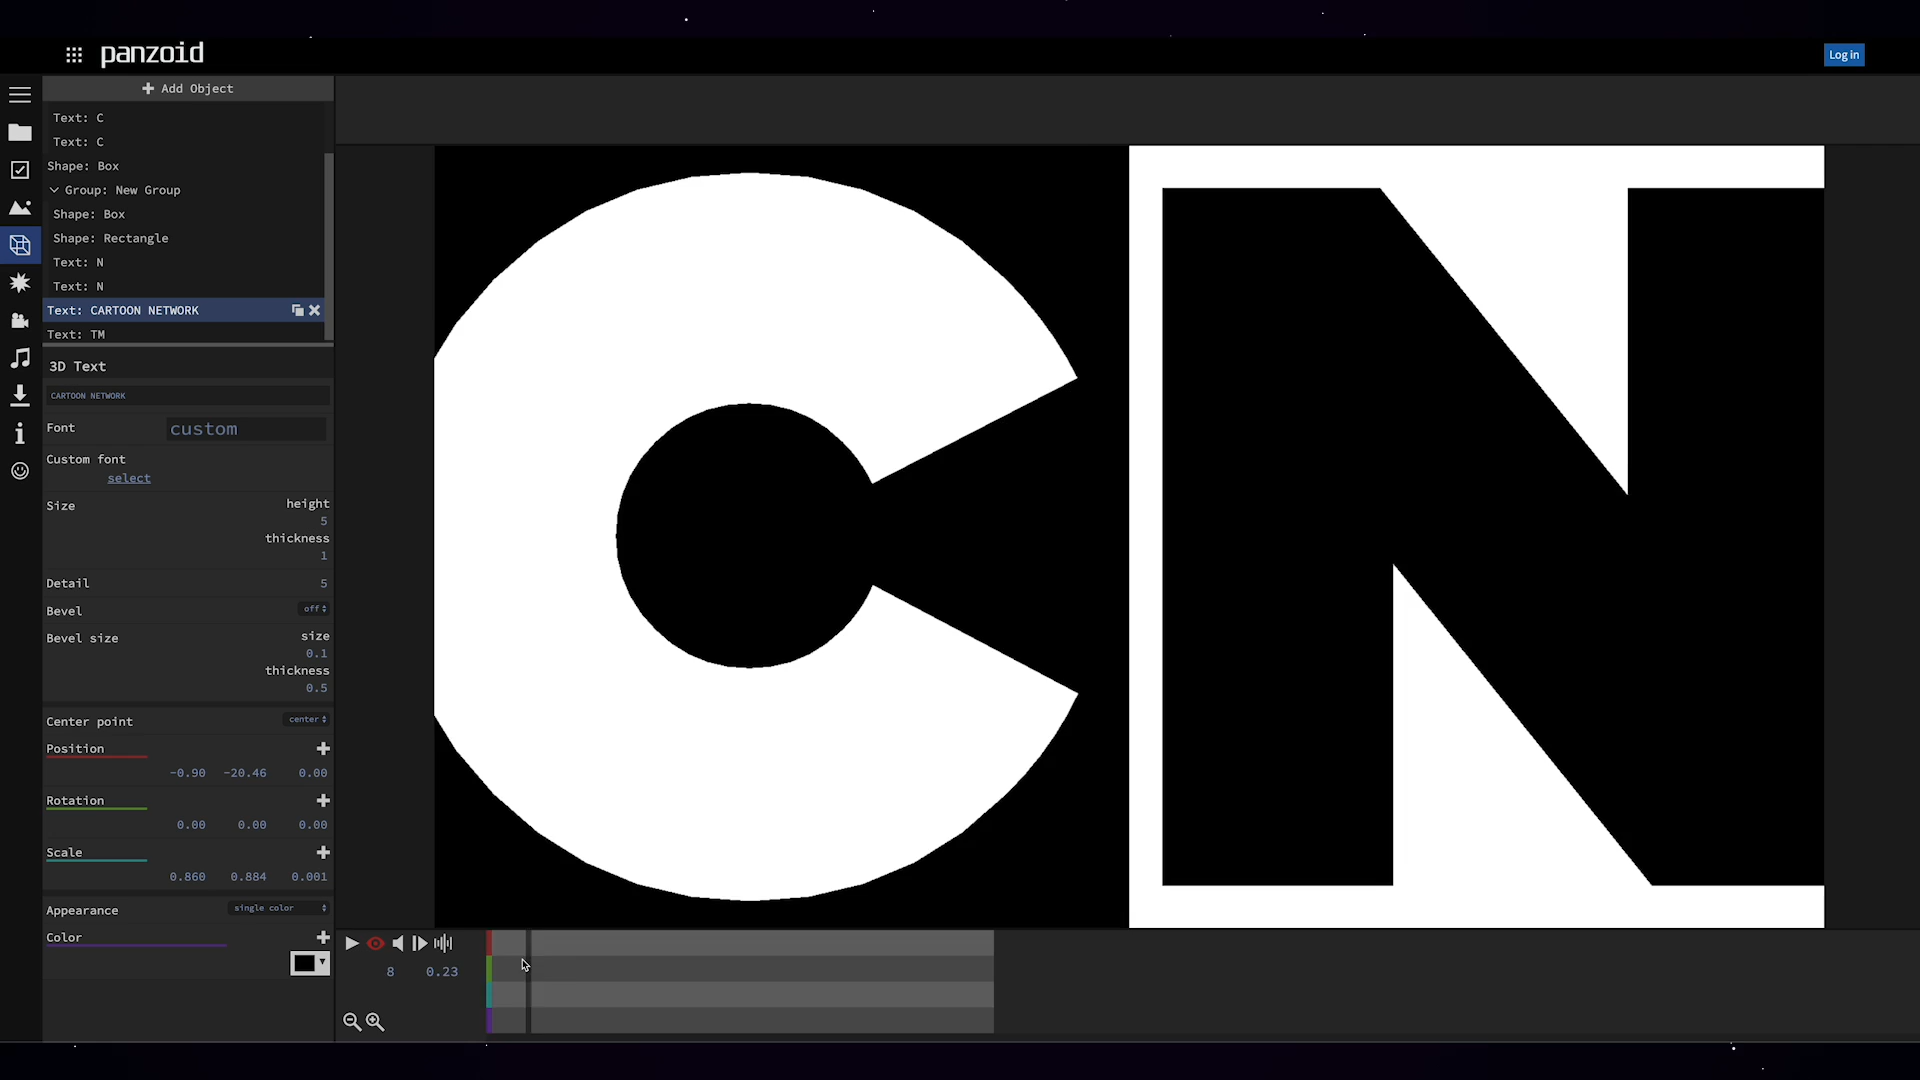 panzoid
Log in
Add Object
Text: C
Text: C
Shape: Box
Group: New Group
Shape: Box
Shape: Rectangle
Text: N
Text: N
Text: CARTOON NETWORK
Text: TM
3D Text
CARTOON NETWORK
Font custom
Custom font
select
Size height
5
thickness
1
Detail 5
Bevel off
Bevel size size
0.1
thickness
0.5
Center point center
Position
-0.90 -20.46 0.00
Rotation
0.00 0.00 0.00
Scale
0.860 0.884 0.001
Appearance single color
Color
C N
8 0.23